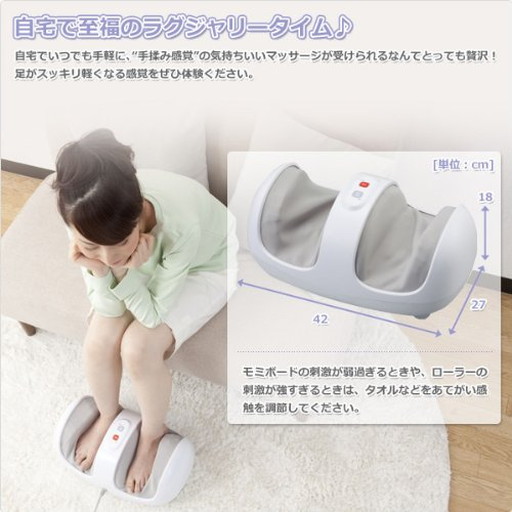 自宅で至福のラグジャリータイム♪
自宅でいつでも手軽に、“手揉み感覚”の気持ちいいマッサージが受けられるなんてとっても贅沢！
足がスッキリ軽くなる感覚をぜひ体験ください。
[単位：cm]
18
27
42
モミボードの刺激が弱過ぎるときや、ローラーの
刺激が強すぎるときは、タオルなどをあてがい感
触を調節してください。